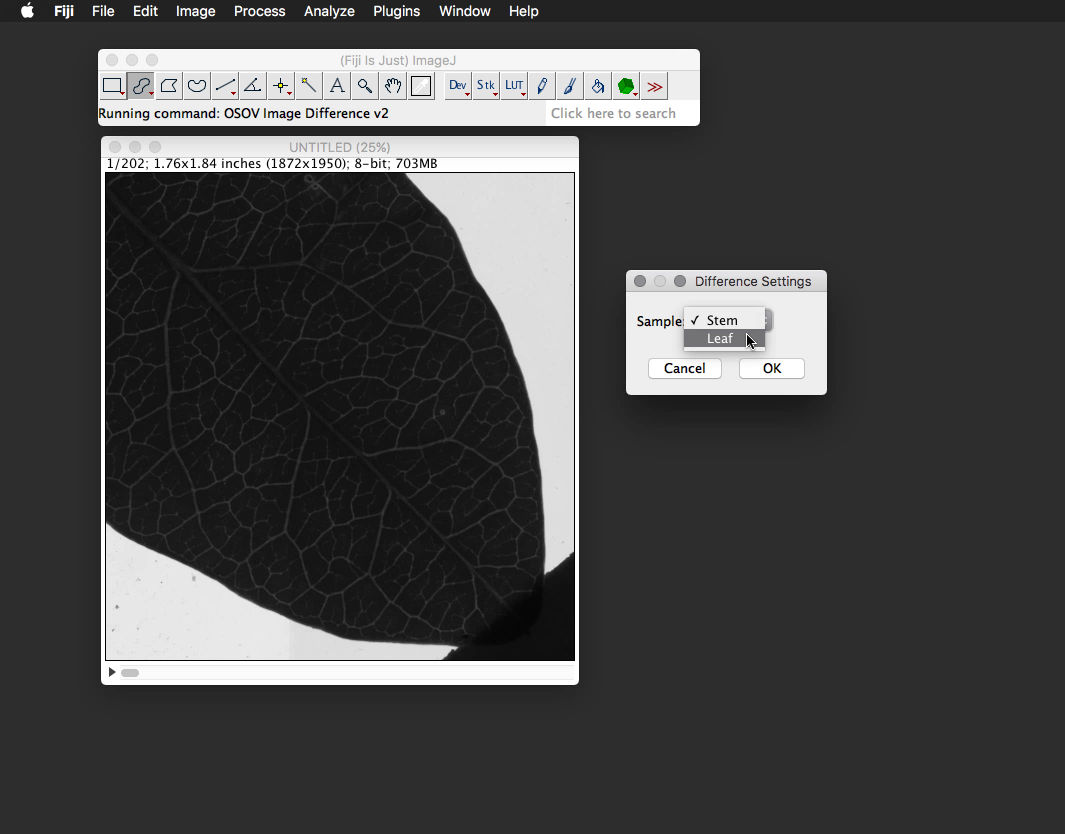 Fiji File Edit Image Process Analyze Plugins Window Help
(Fiji Is Just) ImageJ
A Dev Stk LUT >>
Running command: OSOV Image Difference v2 Click here to search
UNTITLED (25%)
1/202; 1.76x1.84 inches (1872x1950); 8-bit; 703MB
Difference Settings
Sample: ✓ Stem
Leaf
Cancel OK